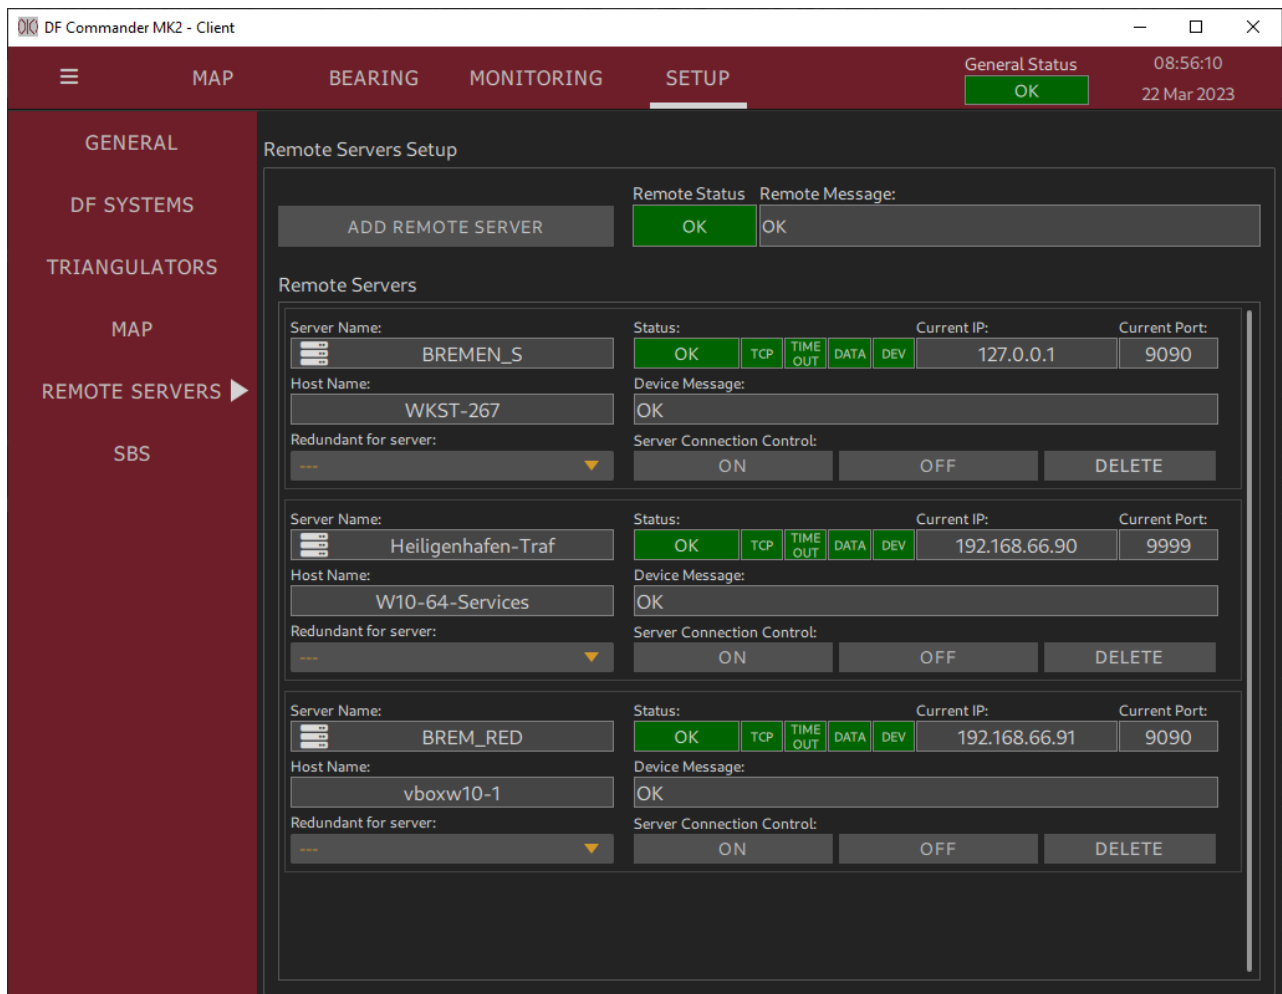 DF Commander MK2 - Client
MAP BEARING MONITORING SETUP
General Status
OK
08:56:10
22 Mar 2023
GENERAL
DF SYSTEMS
TRIANGULATORS
MAP
REMOTE SERVERS
SBS
Remote Servers Setup
ADD REMOTE SERVER
Remote Status Remote Message:
OK OK
Remote Servers
Server Name: Status: Current IP: Current Port:
BREMEN_S OK TCP TIME OUT DATA DEV 127.0.0.1 9090
Host Name: Device Message:
WKST-267 OK
Redundant for server: Server Connection Control:
--- ON OFF DELETE
Server Name: Status: Current IP: Current Port:
Heiligenhafen-Traf OK TCP TIME OUT DATA DEV 192.168.66.90 9999
Host Name: Device Message:
W10-64-Services OK
Redundant for server: Server Connection Control:
--- ON OFF DELETE
Server Name: Status: Current IP: Current Port:
BREM_RED OK TCP TIME OUT DATA DEV 192.168.66.91 9090
Host Name: Device Message:
vboxw10-1 OK
Redundant for server: Server Connection Control:
--- ON OFF DELETE